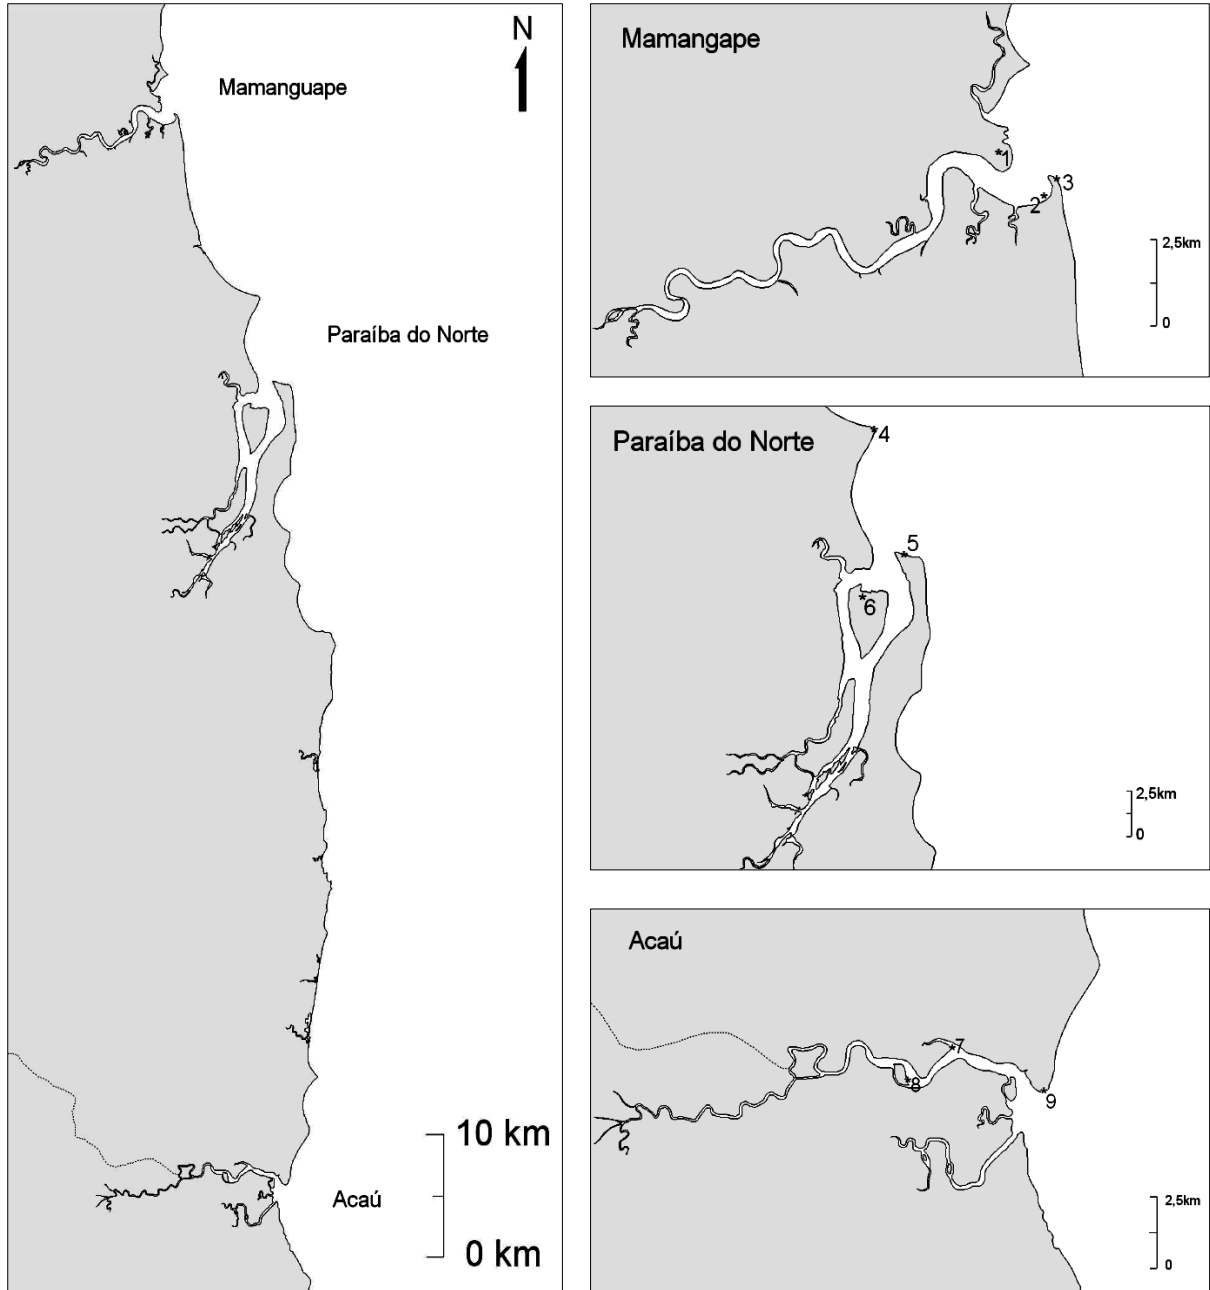 N
Mamanguape
Paraíba do Norte
10 km
Acaú
0 km
Mamangape
*1
2*
*3
2,5km
0
Paraíba do Norte
*4
*5
*6
2,5km
0
Acaú
*7
*8
*9
2,5km
0